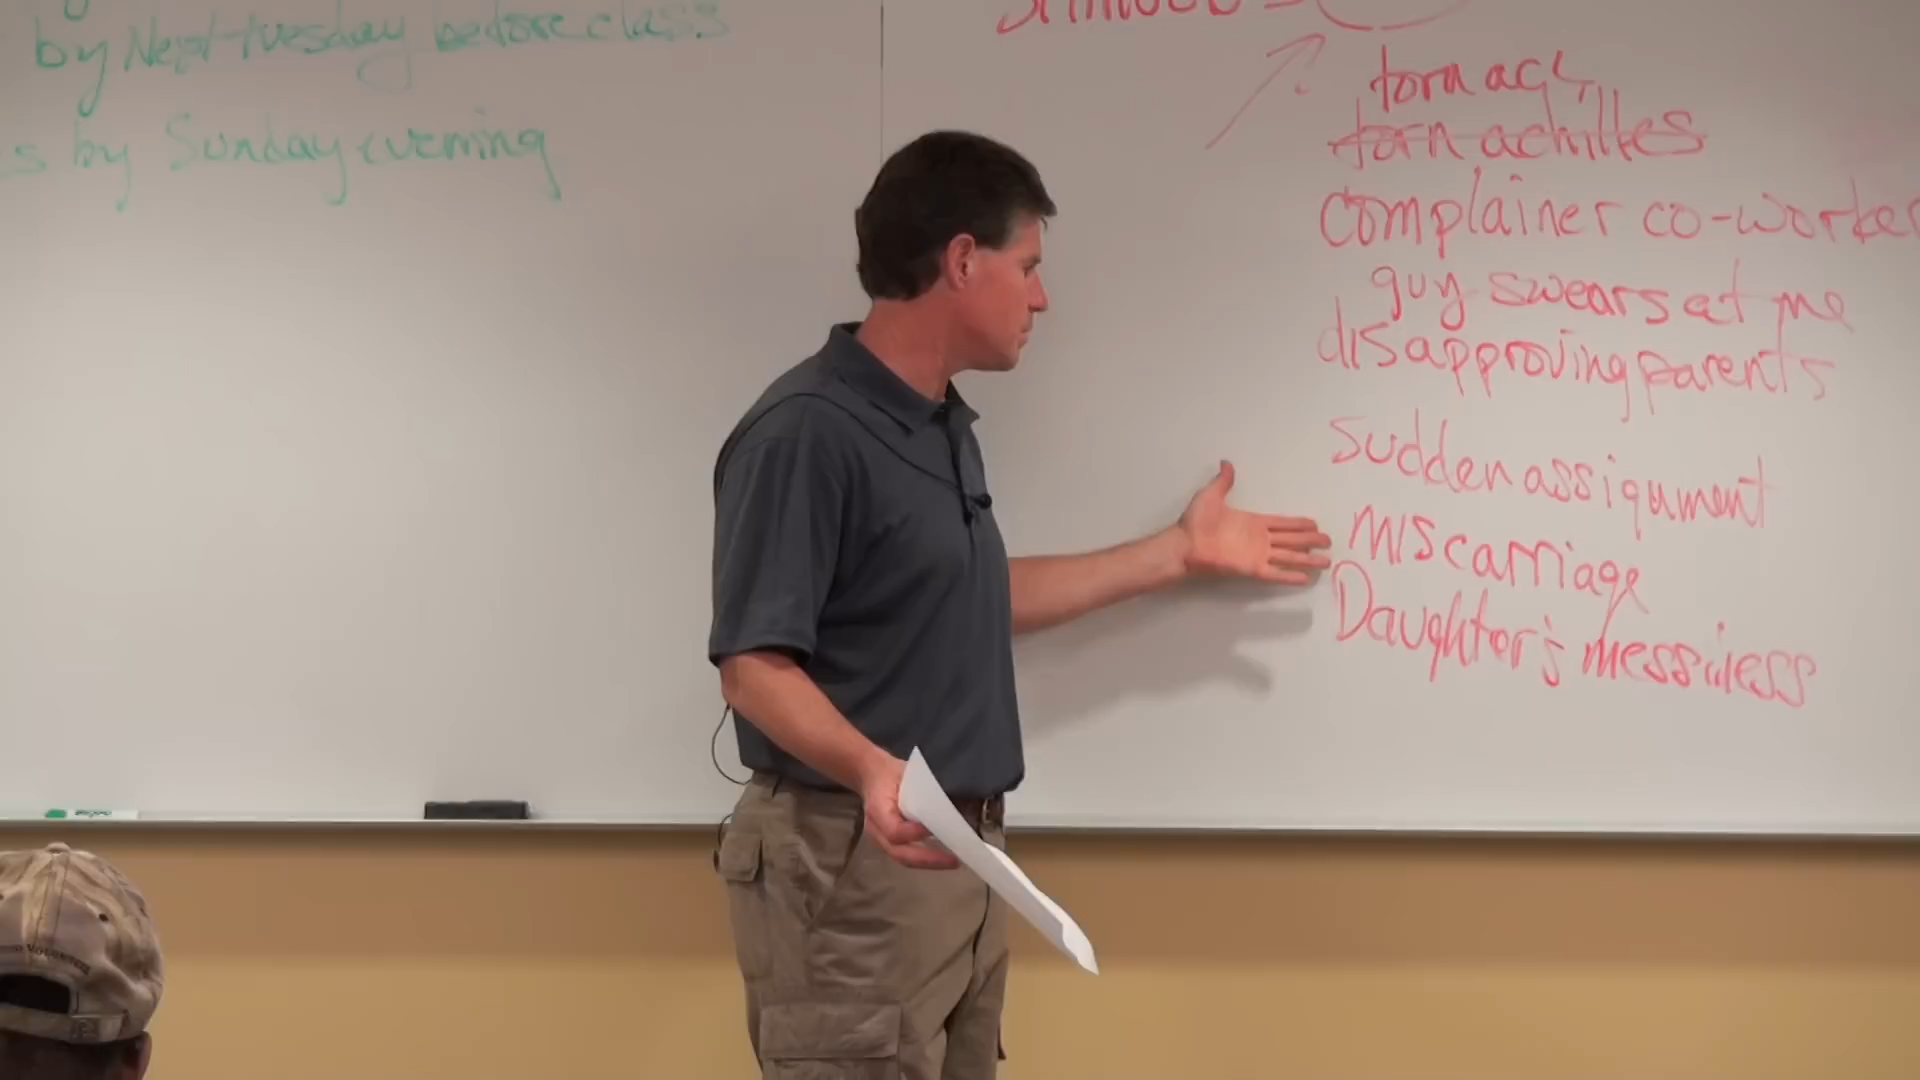 by Next tuesday before class
s by Sunday evening
torn acl,
torn achilles
complainer co-worker
guy swears at me
disapproving parents
sudden assignment
miscarriage
Daughter's messiness